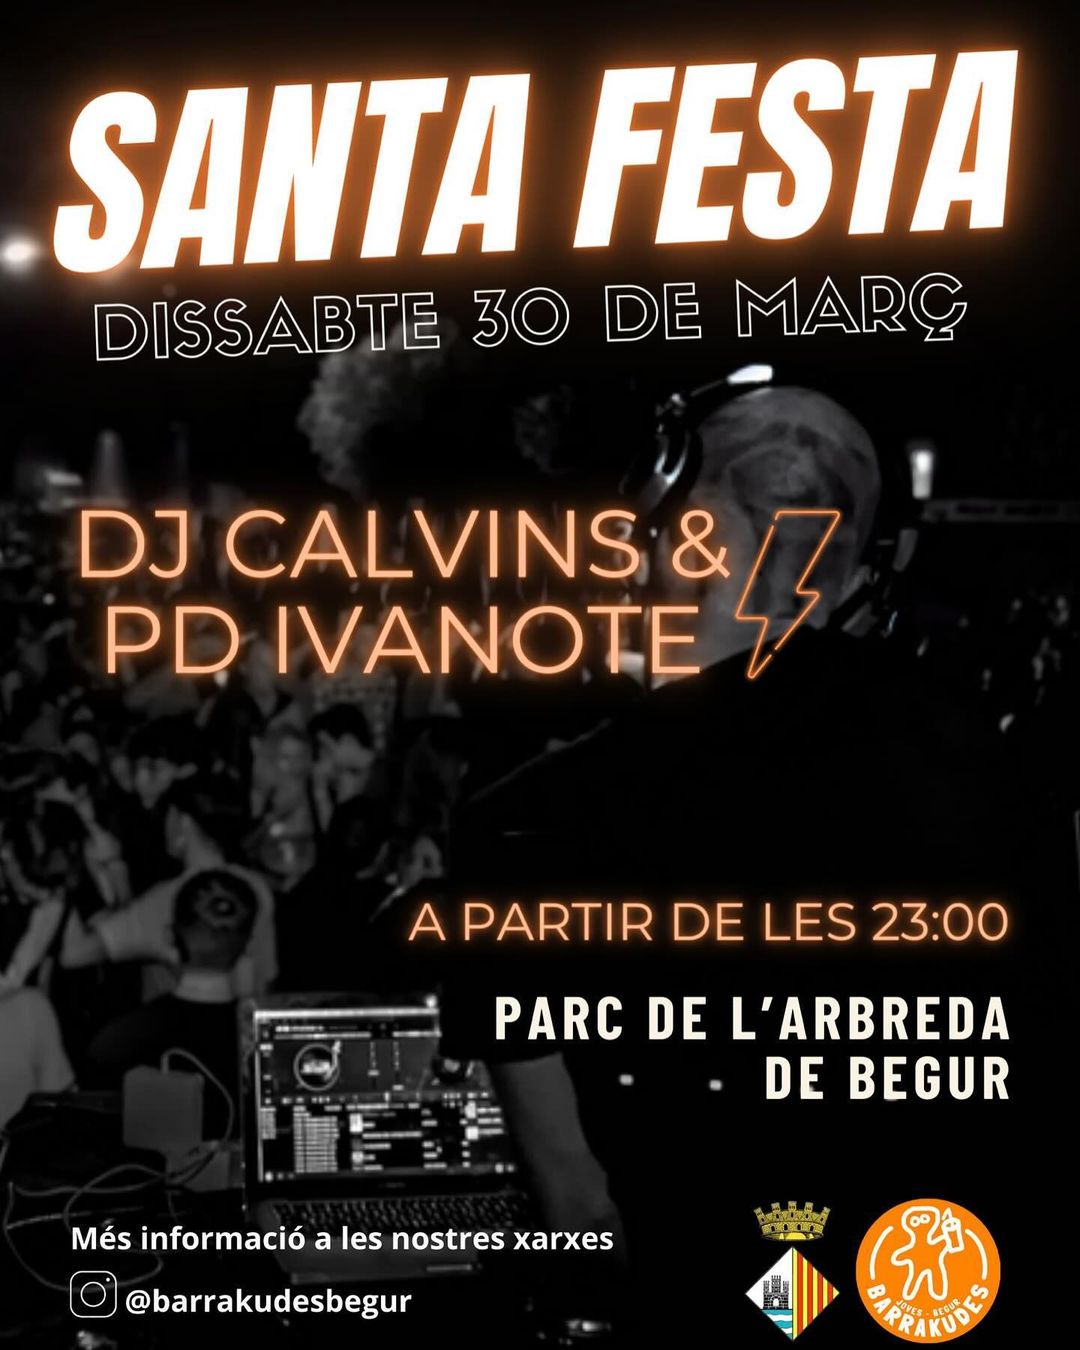 SANTA FESTA
DISSABTE 30 DE MARÇ
DJ CALVINS &
PD IVANOTE
A PARTIR DE LES 23:00
PARC DE L'ARBREDA
DE BEGUR
Més informació a les nostres xarxes
@barrakudesbegur
JOVES - BEGUR
BARRAKUDES